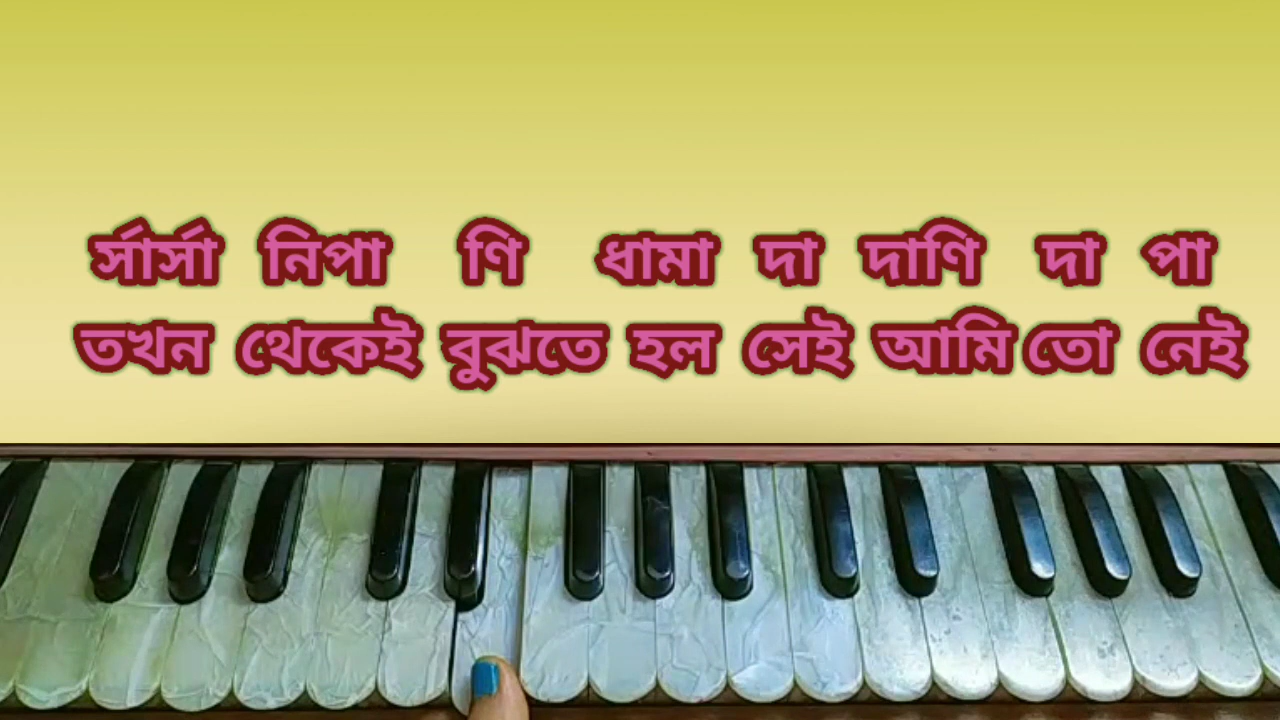 র্সার্সা নিপা ণি ধামা দা দাণি দা পা
তখন থেকেই বুঝতে হল সেই আমি তো নেই